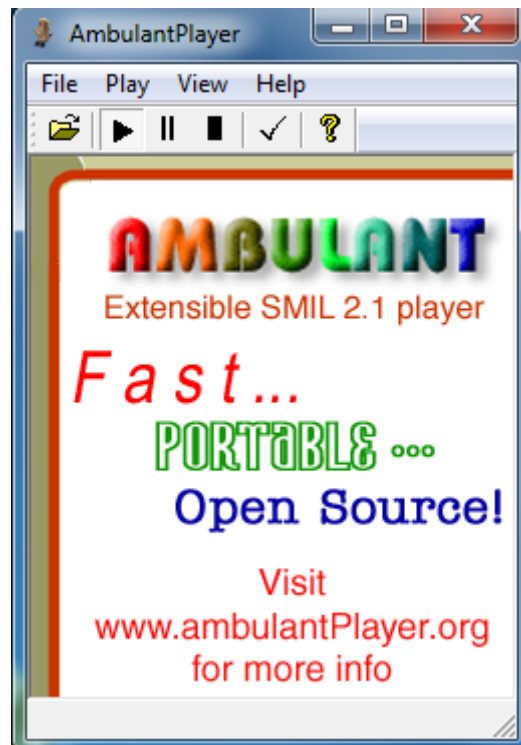 AmbulantPlayer
File Play View Help
AMBULANT
Extensible SMIL 2.1 player
Fast...
PORTaBLE ...
Open Source!
Visit
www.ambulantPlayer.org
for more info